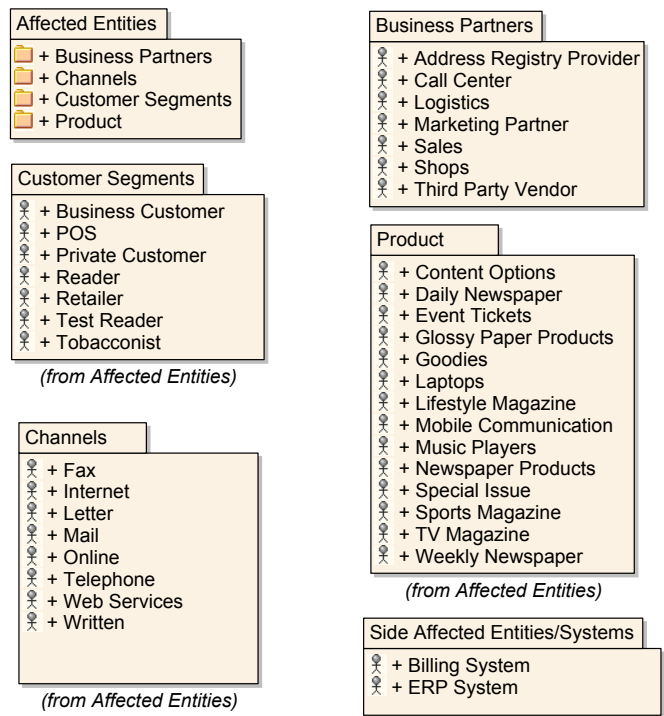 Affected Entities
+ Business Partners
+ Channels
+ Customer Segments
+ Product
Customer Segments
+ Business Customer
+ POS
+ Private Customer
+ Reader
+ Retailer
+ Test Reader
+ Tobacconist
(from Affected Entities)
Channels
+ Fax
+ Internet
+ Letter
+ Mail
+ Online
+ Telephone
+ Web Services
+ Written
(from Affected Entities)
Business Partners
+ Address Registry Provider
+ Call Center
+ Logistics
+ Marketing Partner
+ Sales
+ Shops
+ Third Party Vendor
Product
+ Content Options
+ Daily Newspaper
+ Event Tickets
+ Glossy Paper Products
+ Goodies
+ Laptops
+ Lifestyle Magazine
+ Mobile Communication
+ Music Players
+ Newspaper Products
+ Special Issue
+ Sports Magazine
+ TV Magazine
+ Weekly Newspaper
(from Affected Entities)
Side Affected Entities/Systems
+ Billing System
+ ERP System